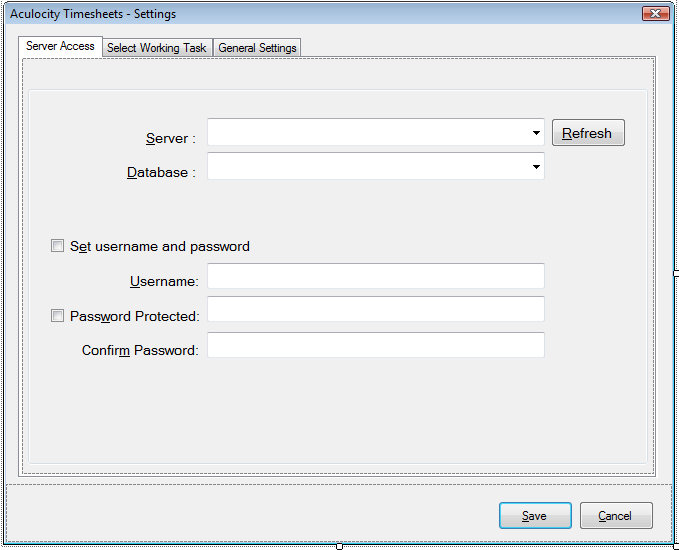 Aculocity Timesheets - Settings
Server Access Select Working Task General Settings
Server : Refresh
Database :
Set username and password
Username:
Password Protected:
Confirm Password:
Save Cancel